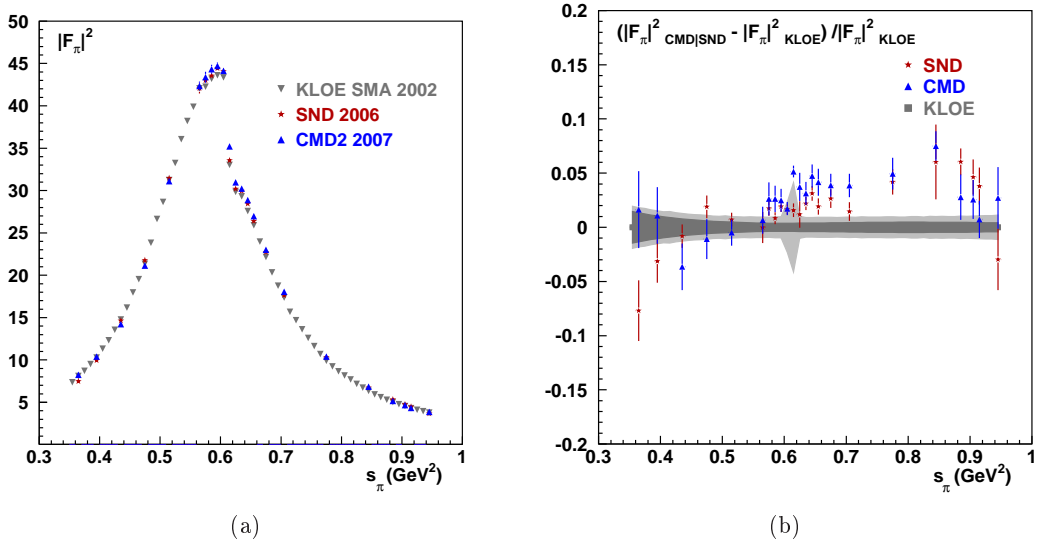 |F_π|^2
KLOE SMA 2002
SND 2006
CMD2 2007
50
45
40
35
30
25
20
15
10
5
0.3 0.4 0.5 0.6 0.7 0.8 0.9 1
s_π(GeV^2)
(a)
(|F_π|^2 CMD|SND - |F_π|^2 KLOE) /|F_π|^2 KLOE
SND
CMD
KLOE
0.2
0.15
0.1
0.05
0
-0.05
-0.1
-0.15
-0.2
0.3 0.4 0.5 0.6 0.7 0.8 0.9 1
s_π(GeV^2)
(b)